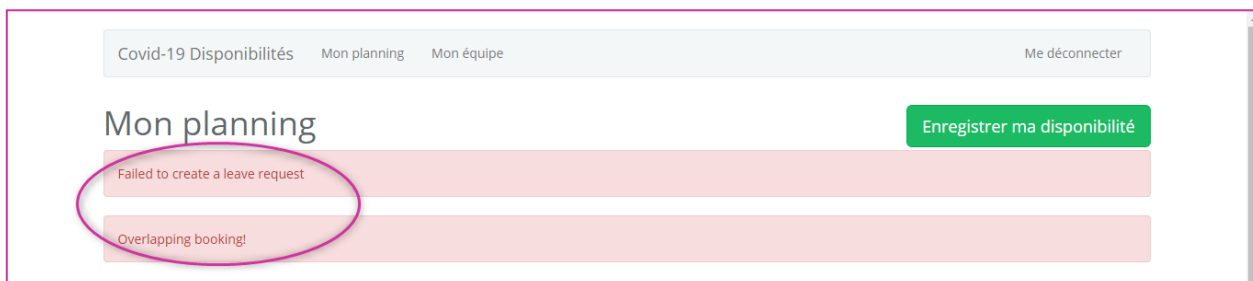 Covid-19 Disponibilités Mon planning Mon équipe Me déconnecter
Mon planning Enregistrer ma disponibilité
Failed to create a leave request
Overlapping booking!